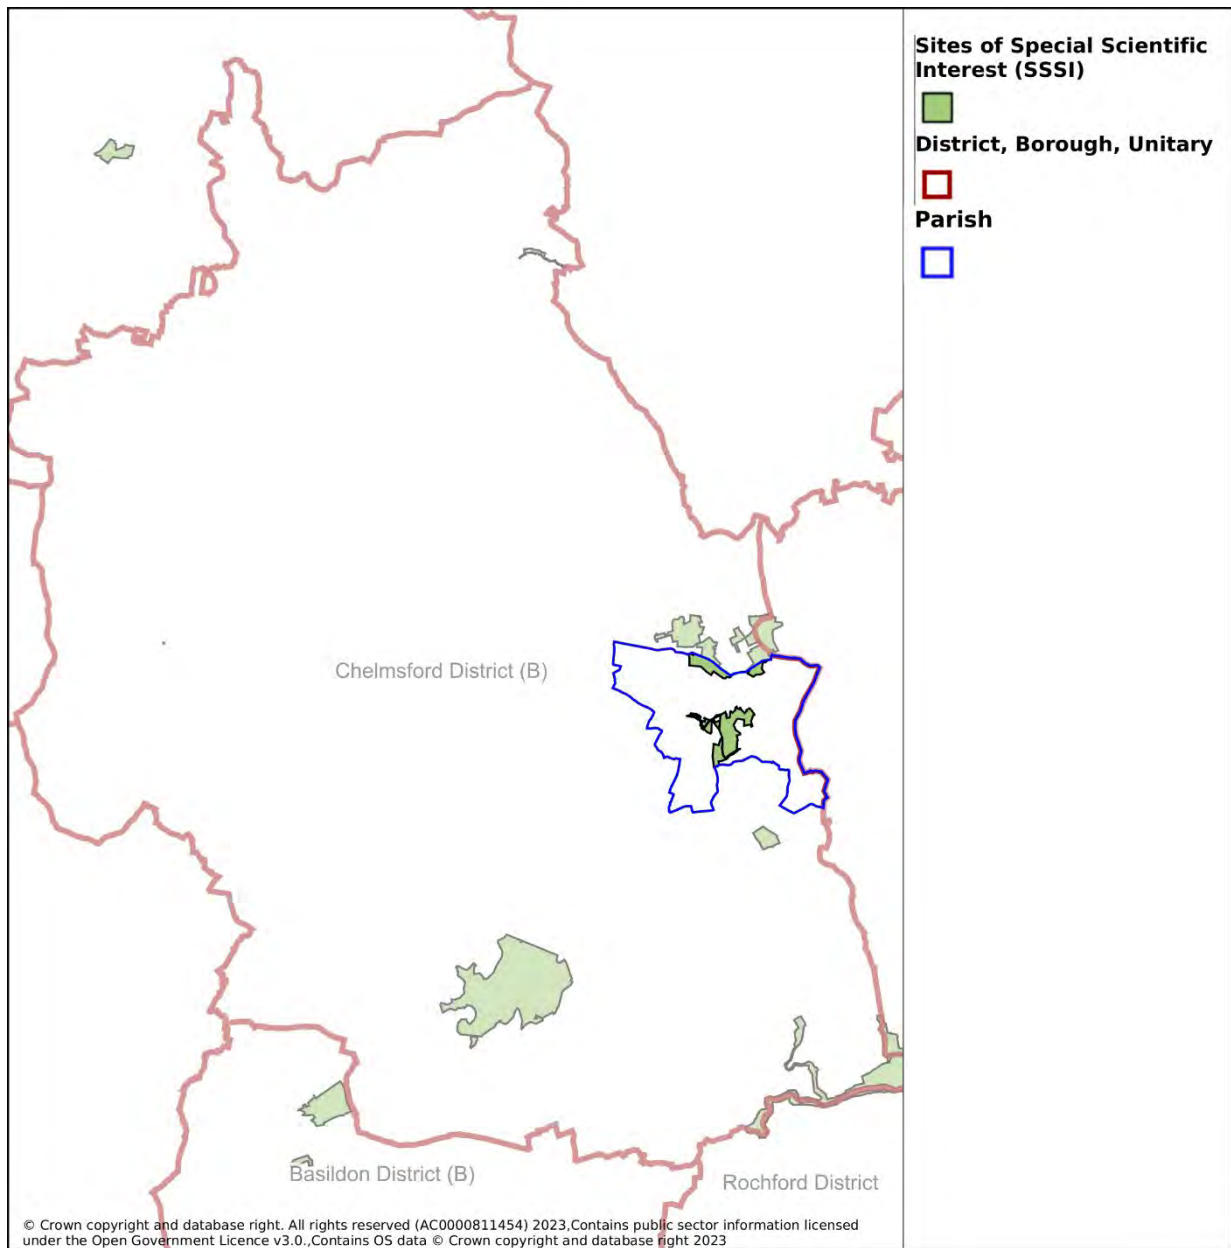 Sites of Special Scientific
Interest (SSSI)
District, Borough, Unitary
Parish
Chelmsford District (B)
Basildon District (B)
Rochford District
© Crown copyright and database right. All rights reserved (AC0000811454) 2023,Contains public sector information licensed
under the Open Government Licence v3.0.,Contains OS data © Crown copyright and database right 2023